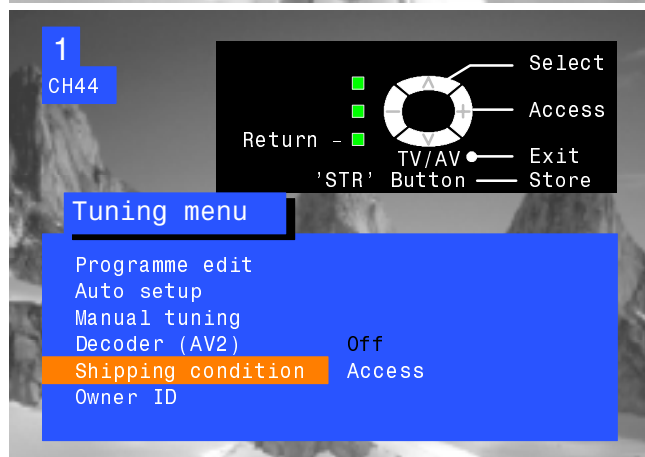 1
CH44
Select
Access
Return –
TV/AV
Exit
'STR' Button
Store
Tuning menu
Programme edit
Auto setup
Manual tuning
Decoder (AV2) Off
Shipping condition Access
Owner ID